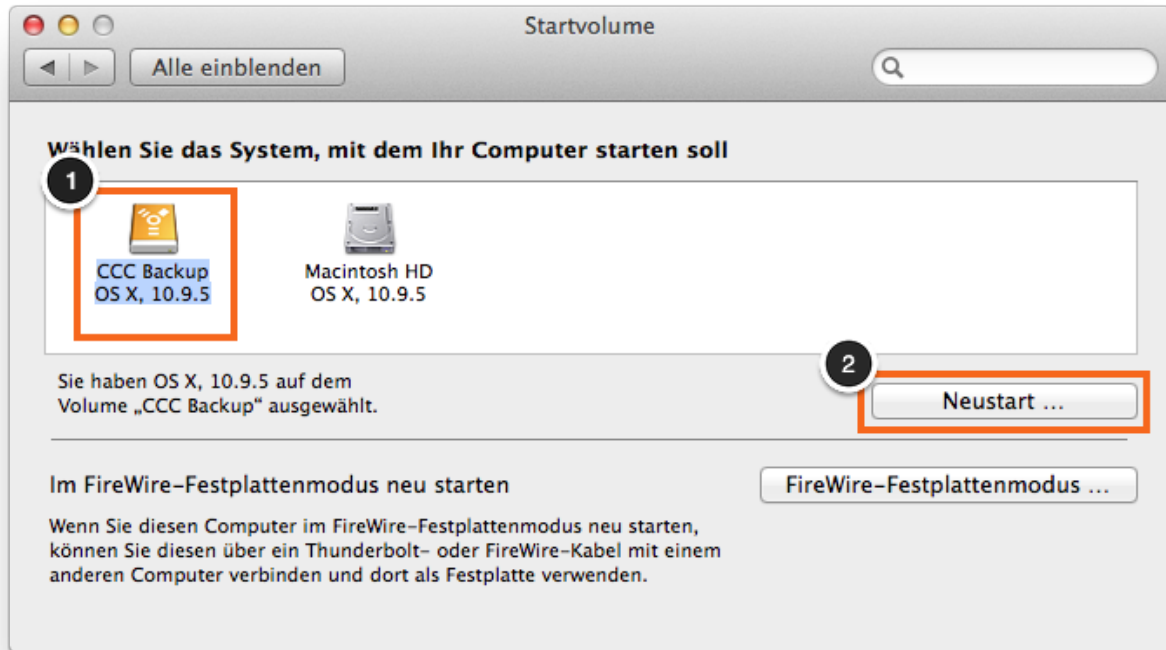 Startvolume
Alle einblenden
Wählen Sie das System, mit dem Ihr Computer starten soll
1
CCC Backup
OS X, 10.9.5
Macintosh HD
OS X, 10.9.5
Sie haben OS X, 10.9.5 auf dem
Volume „CCC Backup“ ausgewählt.
2
Neustart ...
Im FireWire-Festplattenmodus neu starten
FireWire-Festplattenmodus ...
Wenn Sie diesen Computer im FireWire-Festplattenmodus neu starten,
können Sie diesen über ein Thunderbolt- oder FireWire-Kabel mit einem
anderen Computer verbinden und dort als Festplatte verwenden.